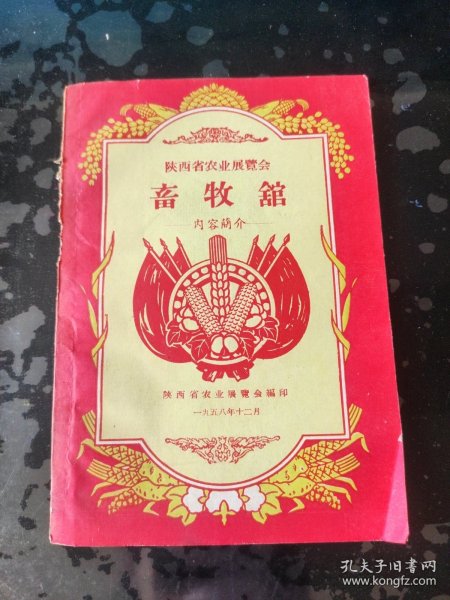 陕西省农业展覽会
畜牧舘
内容簡介
陕西省农业展覽会編印
一九五八年十二月
孔夫子旧书网
www.kongfz.com